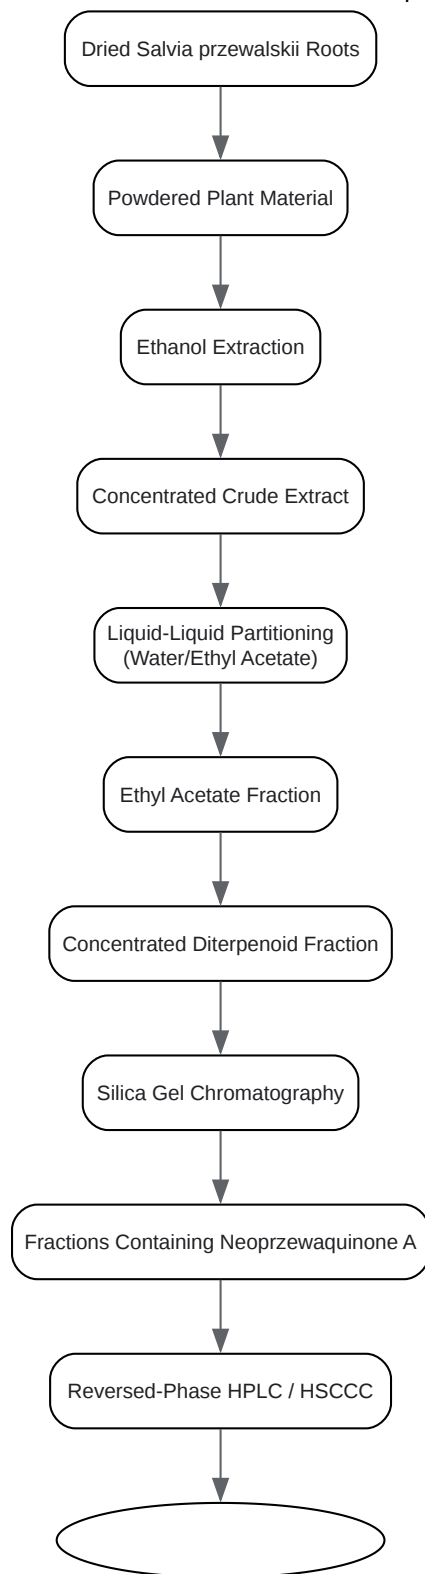 Dried Salvia przewalskii Roots
Powdered Plant Material
Ethanol Extraction
Concentrated Crude Extract
Liquid-Liquid Partitioning
(Water/Ethyl Acetate)
Ethyl Acetate Fraction
Concentrated Diterpenoid Fraction
Silica Gel Chromatography
Fractions Containing Neoprzewaquinone A
Reversed-Phase HPLC / HSCCC